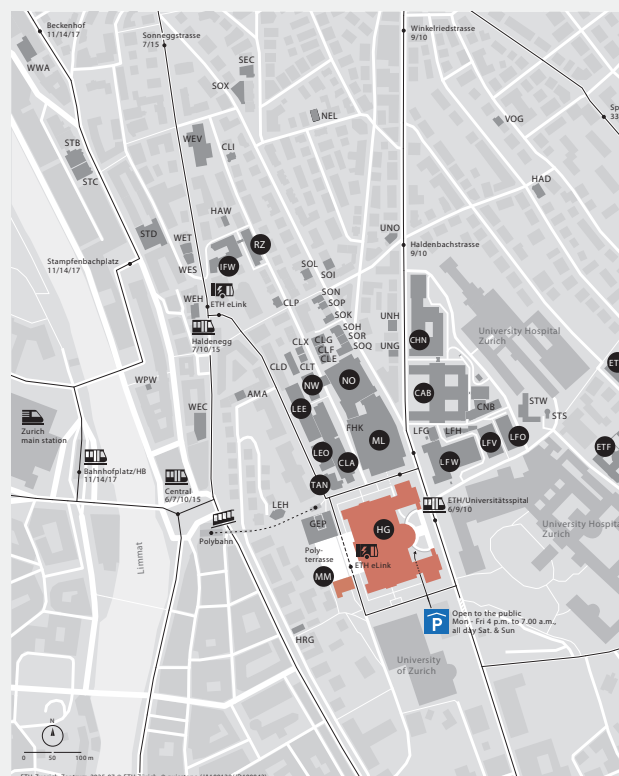 Beckenhof
11/14/17
Sonneggstrasse
7/15
Winkelriedstrasse
9/10
WWA
SEC
SOX
NEL
VOG
Sp
33
STB
STC
WEV
CLI
HAD
HAW
STD
WET
WES
RZ
IFW
UNO
Haldenbachstrasse
9/10
Stampfenbachplatz
11/14/17
SOL
SOI
ETH eLink
WEH
CLP
SON
SOP
SOK
UNH
Haldenegg
7/10/15
SOH
SOR
SOQ
CLX
CLG
CLF
CLE
UNG
CHN
University Hospital
Zurich
CLD
CLT
ET
WPW
AMA
NW
NO
CAB
WEC
LEE
CNB
STW
STS
Zurich
main station
FHK
ML
LFG
LFH
LFV
LFO
ETF
Bahnhofplatz/HB
11/14/17
LEO
CLA
LFW
Central
6/7/10/15
TAN
LEH
ETH/Universitätsspital
6/9/10
GEP
HG
University Hospita
Zurich
Polybahn
Limmat
Poly-
terrasse
ETH eLink
MM
P
Open to the public
Mon - Fri 4 p.m. to 7.00 a.m.,
all day Sat. & Sun
HRG
University
of Zurich
N
0 50 100 m